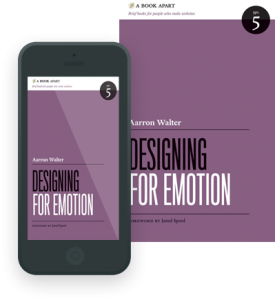 A BOOK APART
Brief books for people who make websites
No.
5
Aarron Walter
DESIGNING
FOR EMOTION
FOREWORD BY Jared Spool
A BOOK APART
Brief books for people who make websites
No.
5
Aarron Walter
DESIGNING
FOR EMOTION
FOREWORD BY Jared Spool